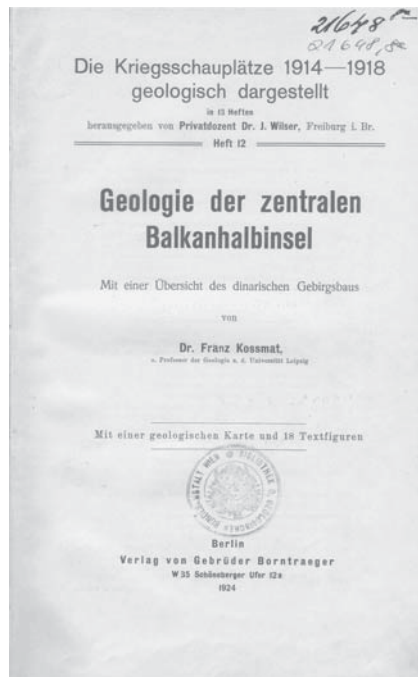 21648
21648,8°
Die Kriegsschauplätze 1914—1918
geologisch dargestellt
in 13 Heften
herausgegeben von Privatdozent Dr. J. Wilser, Freiburg i. Br.
Heft 12
Geologie der zentralen
Balkanhalbinsel
Mit einer Übersicht des dinarischen Gebirgsbaus
von
Dr. Franz Kossmat,
o. Professor der Geologie a. d. Universität Leipzig
Mit einer geologischen Karte und 18 Textfiguren
Berlin
Verlag von Gebrüder Borntraeger
W 35 Schöneberger Ufer 12a
1924